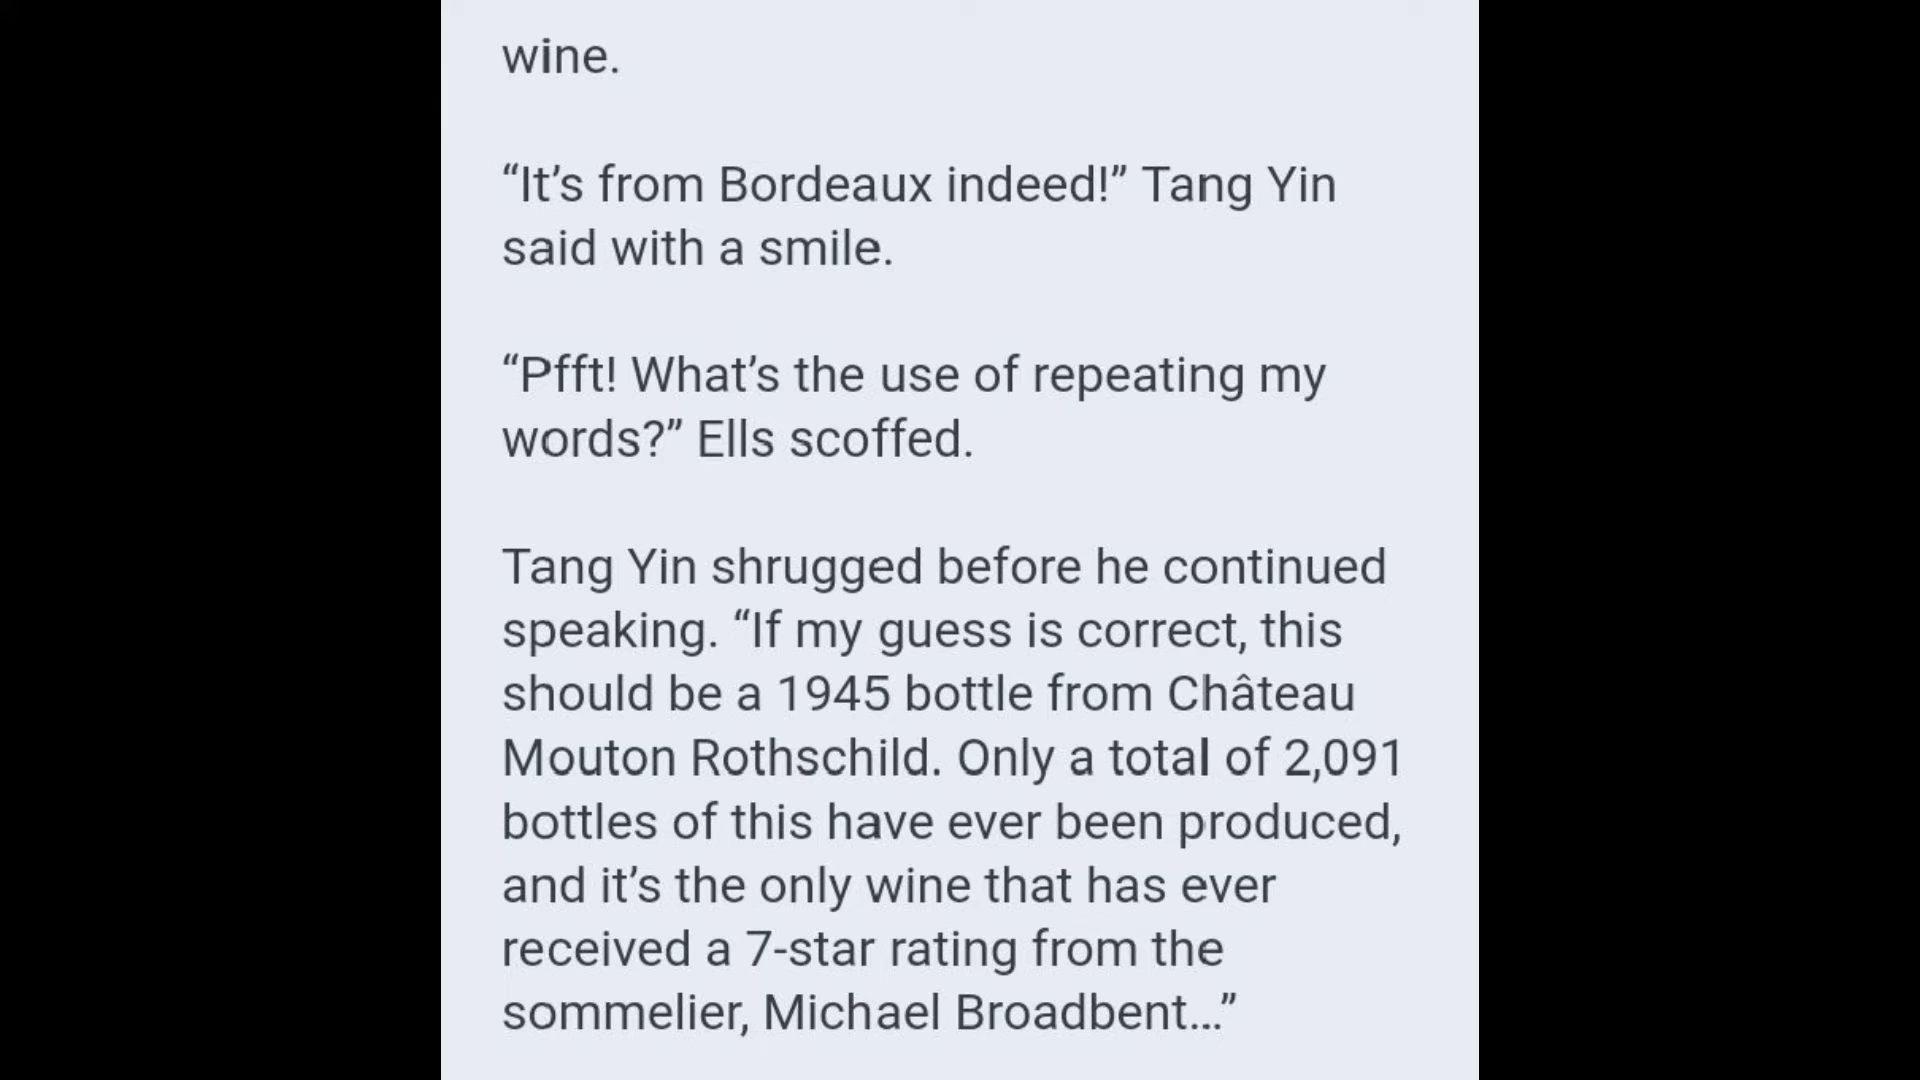 wine.
“It’s from Bordeaux indeed!” Tang Yin
said with a smile.
“Pfft! What’s the use of repeating my
words?” Ells scoffed.
Tang Yin shrugged before he continued
speaking. “If my guess is correct, this
should be a 1945 bottle from Château
Mouton Rothschild. Only a total of 2,091
bottles of this have ever been produced,
and it’s the only wine that has ever
received a 7-star rating from the
sommelier, Michael Broadbent…”